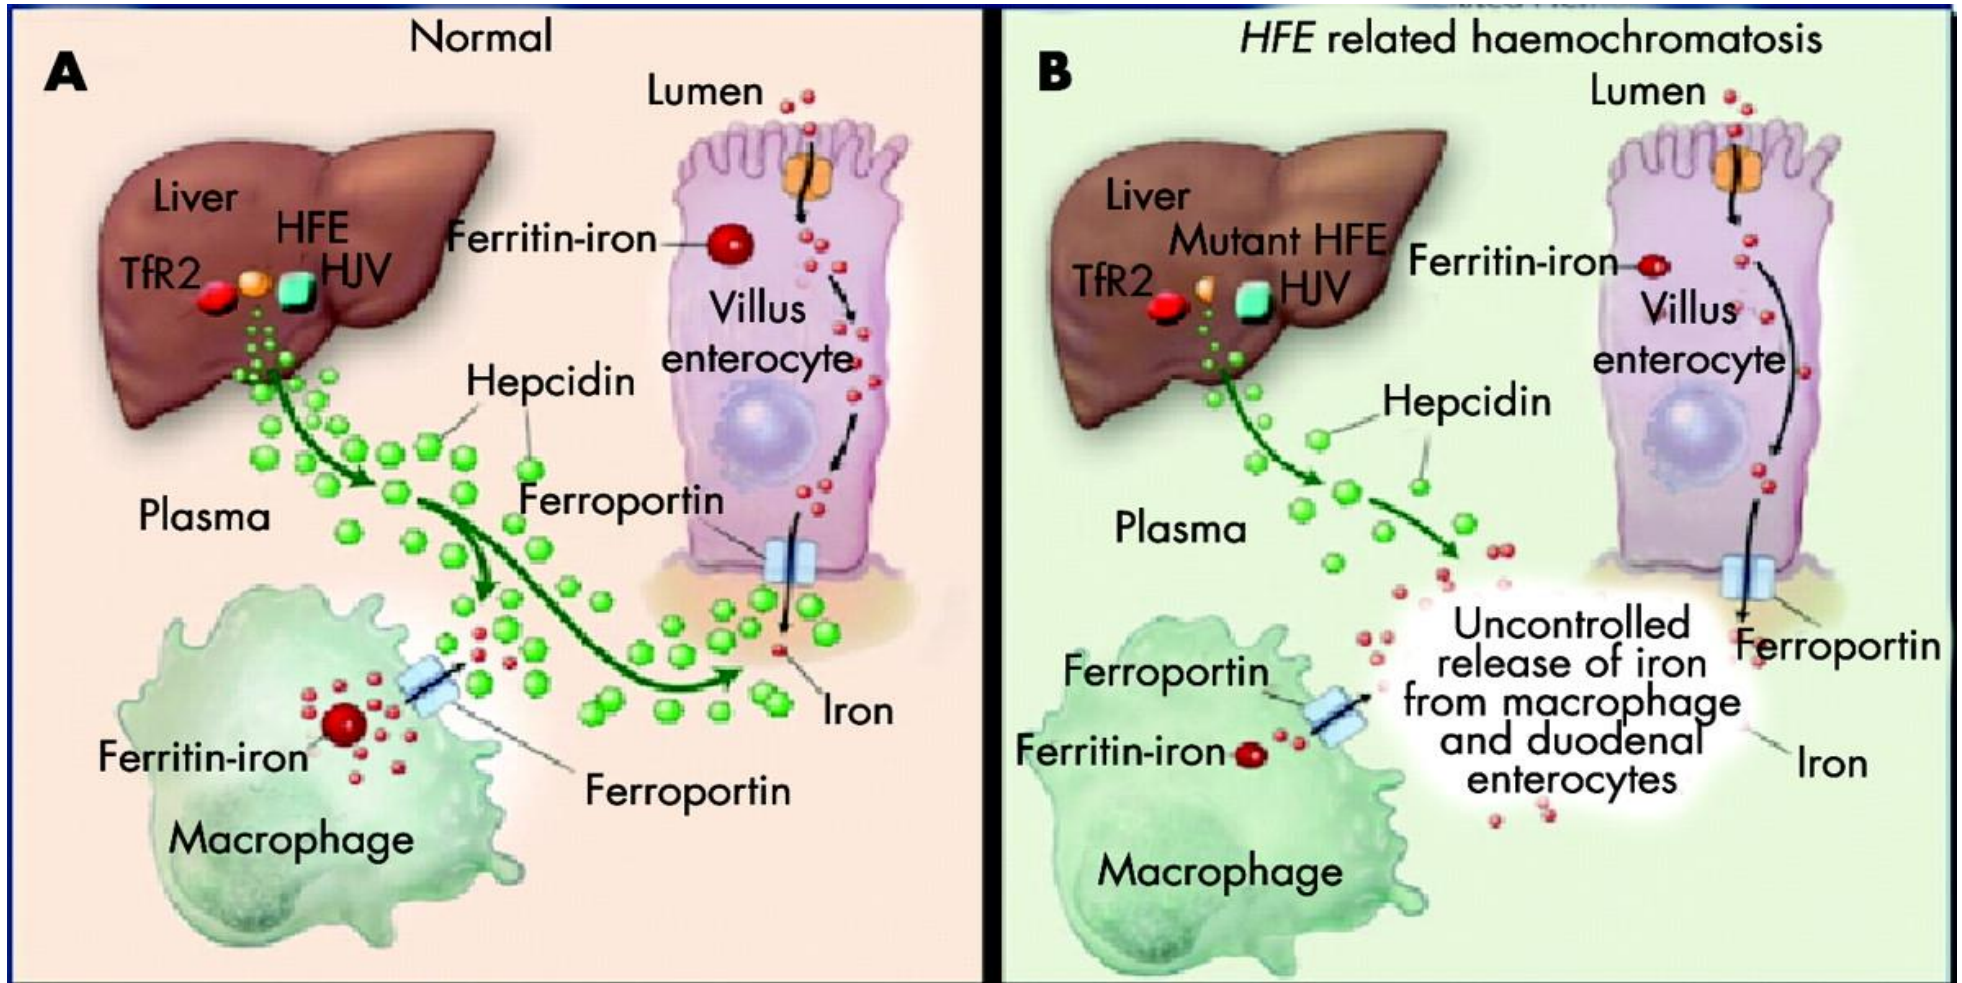 A
Normal
Lumen
Liver
HFE
TfR2
HJV
Ferritin-iron
Villus
enterocyte
Hepcidin
Ferroportin
Plasma
Iron
Ferritin-iron
Ferroportin
Macrophage
B
HFE related haemochromatosis
Lumen
Liver
Mutant HFE
TfR2
HJV
Ferritin-iron
Villus
enterocyte
Hepcidin
Plasma
Uncontrolled
release of iron
from macrophage
and duodenal
enterocytes
Ferroportin
Ferroportin
Ferritin-iron
Iron
Macrophage